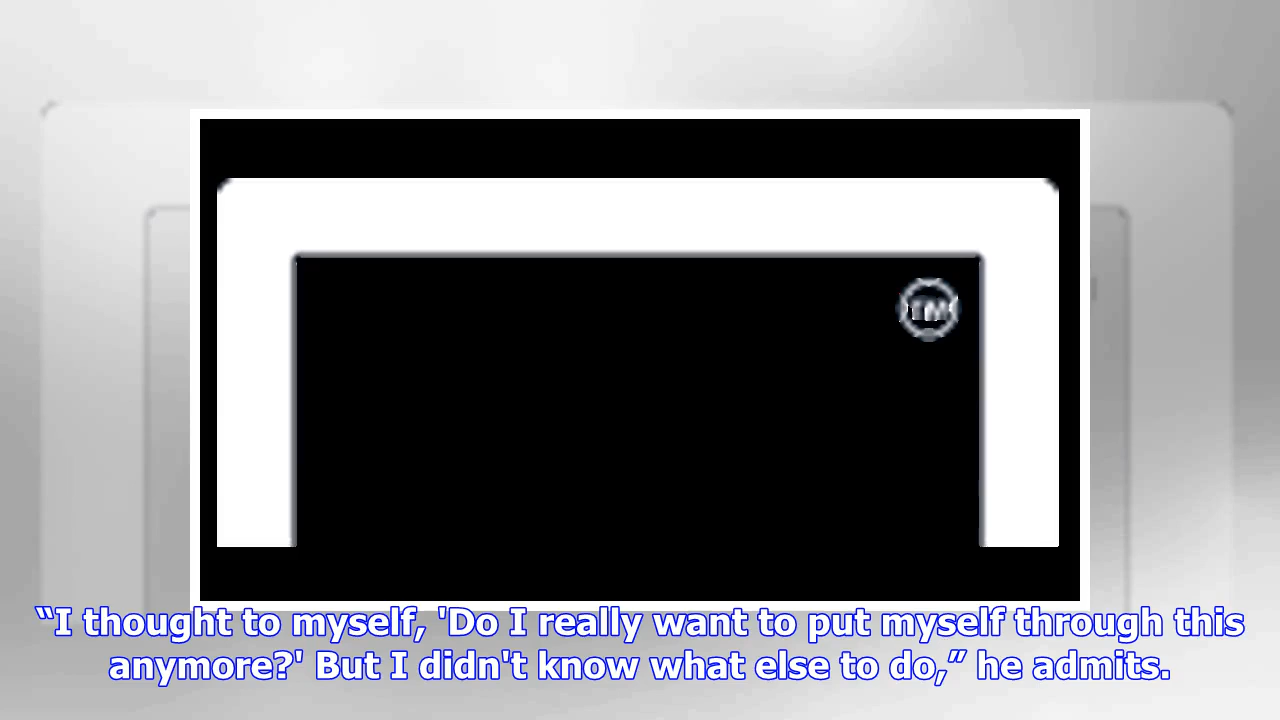 TM
“I thought to myself, 'Do I really want to put myself through this
anymore?' But I didn't know what else to do,” he admits.